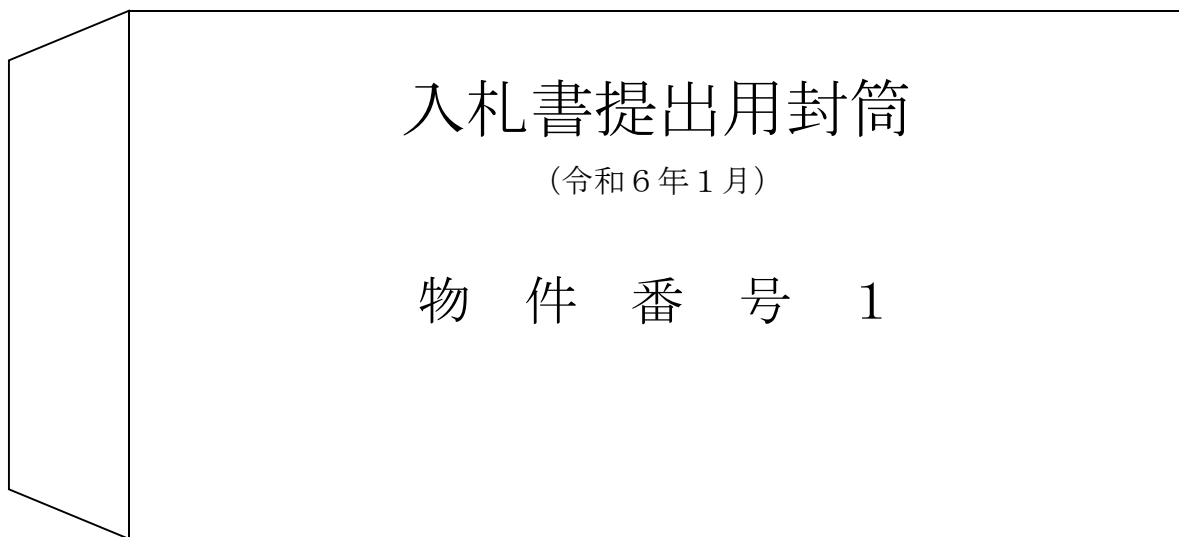 入札書提出用封筒
（令和６年１月）
物　件　番　号　１